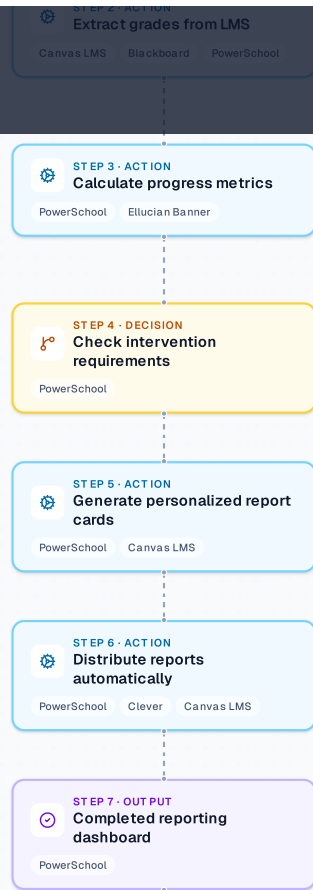 STEP 2 · ACTION
Extract grades from LMS
Canvas LMS Blackboard PowerSchool
STEP 3 · ACTION
Calculate progress metrics
PowerSchool Ellucian Banner
STEP 4 · DECISION
Check intervention
requirements
PowerSchool
STEP 5 · ACTION
Generate personalized report
cards
PowerSchool Canvas LMS
STEP 6 · ACTION
Distribute reports
automatically
PowerSchool Clever Canvas LMS
STEP 7 · OUTPUT
Completed reporting
dashboard
PowerSchool